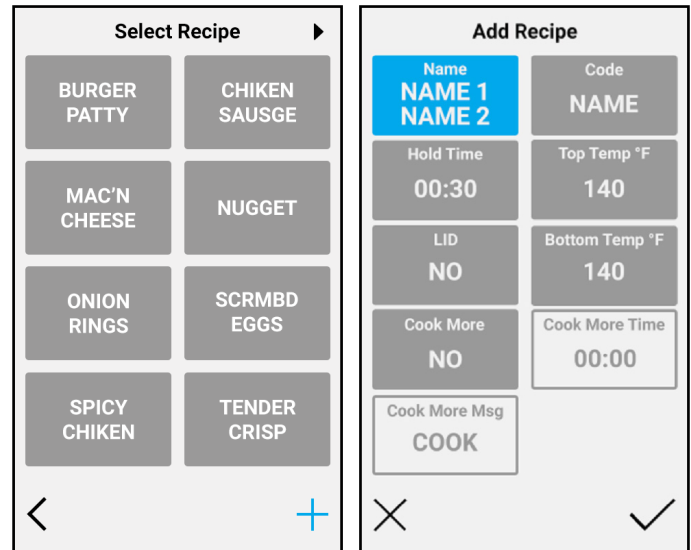 Select Recipe
BURGER
PATTY
CHIKEN
SAUSGE
MAC'N
CHEESE
NUGGET
ONION
RINGS
SCRMBD
EGGS
SPICY
CHIKEN
TENDER
CRISP
Add Recipe
Name
NAME 1
NAME 2
Code
NAME
Hold Time
00:30
Top Temp °F
140
LID
NO
Bottom Temp °F
140
Cook More
NO
Cook More Time
00:00
Cook More Msg
COOK